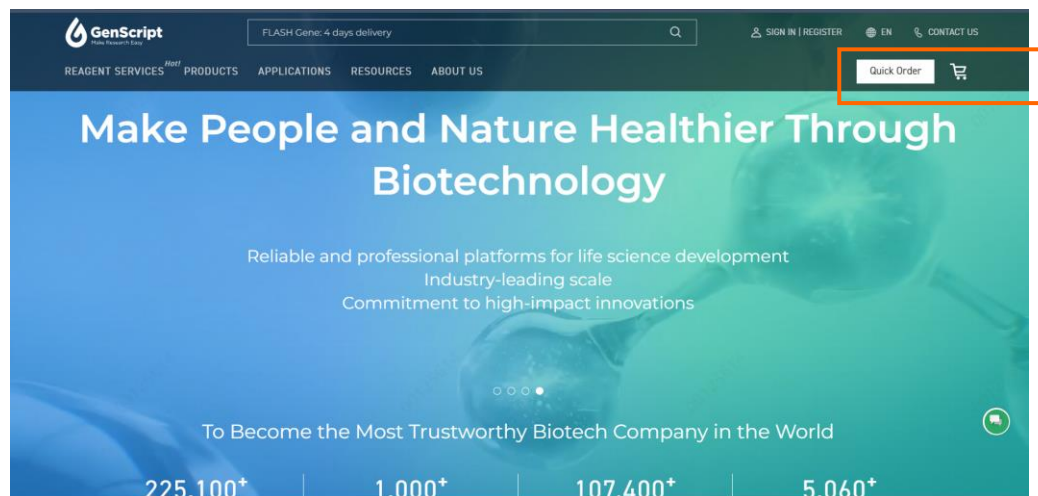 GenScript
Make Research Easy
FLASH Gene: 4 days delivery
SIGN IN | REGISTER
EN
CONTACT US
REAGENT SERVICES Hot! PRODUCTS APPLICATIONS RESOURCES ABOUT US
Quick Order
Make People and Nature Healthier Through
Biotechnology
Reliable and professional platforms for life science development
Industry-leading scale
Commitment to high-impact innovations
To Become the Most Trustworthy Biotech Company in the World
225,100+ 1,000+ 107,400+ 5,060+